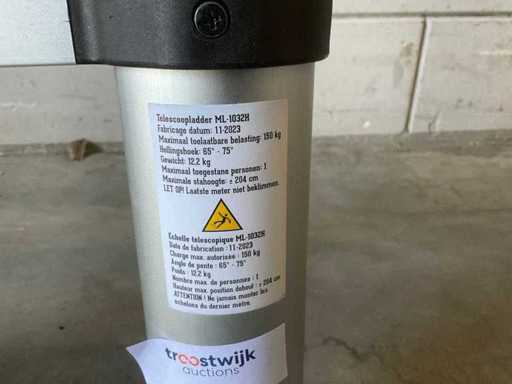 Telescoopladder ML-1032H
Fabricage datum: 11-2023
Maximaal toelaatbare belasting: 150 kg
Hellingshoek: 65° - 75°
Gewicht: 12.2 kg
Maximaal toegestane personen: 1
Maximale stahoogte: ± 204 cm
LET OP! Laatste meter niet beklimmen.
Echelle telescopique ML-1032H
Date de fabrication : 11-2023
Charge max. autorisée : 150 kg
Angle de pente : 65° - 75°
Poids : 12.2 kg
Nombre max. de personnes : 1
Hauteur max. position debout : ± 204 cm
ATTENTION ! Ne jamais monter les
échelons du dernier mètre.
troostwijk
auctions